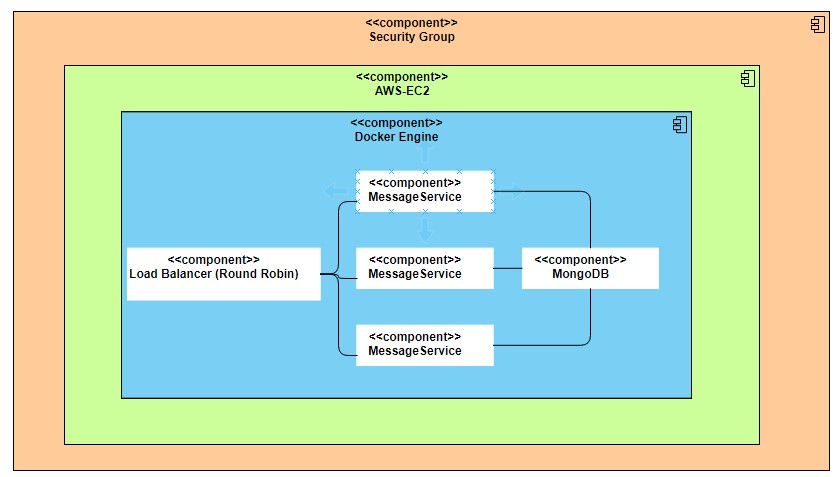 <<component>>
Security Group
<<component>>
AWS-EC2
<<component>>
Docker Engine
<<component>>
MessageService
<<component>>
Load Balancer (Round Robin)
<<component>>
MessageService
<<component>>
MongoDB
<<component>>
MessageService